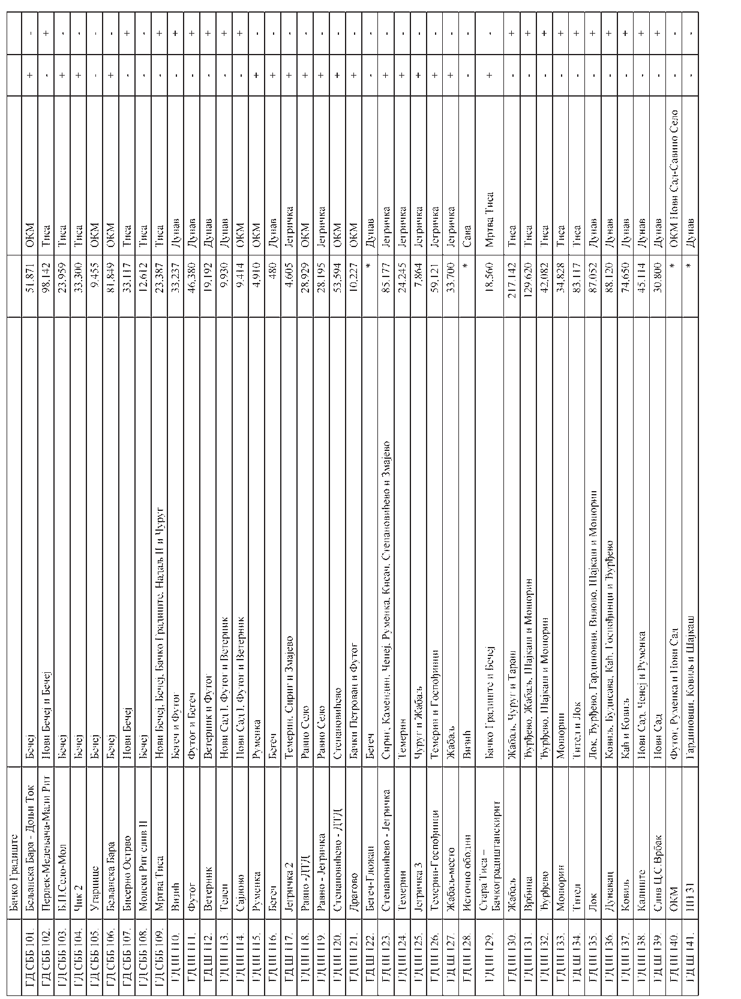 Бачко Градиште
ГД СББ 101. Бељанска Бара - Доњи Ток Бечеј 51.871 ОКМ + -
ГД СББ 102. Перлек-Медењача-Мали Рит Нови Бечеј и Бечеј 98.142 Тиса - +
ГД СББ 103. Б.П.Село-Мол Бечеј 23.959 Тиса + -
ГД СББ 104. Чик 2 Бечеј 33.300 Тиса + -
ГД СББ 105. Утарнице Бечеј 9.455 ОКМ - -
ГД СББ 106. Бељанска Бара Бечеј 81.849 ОКМ + -
ГД СББ 107. Бисерно Острво Нови Бечеј 33.117 Тиса - +
ГД СББ 108. Молски Рит слив II Бечеј 12.612 Тиса - -
ГД СББ 109. Мртва Тиса Нови Бечеј, Бечеј, Бачко Градиште, Надаљ II и Чуруг 23.387 Тиса - +
ГД Ш 110. Визић Бегеч и Футог 33.237 Дунав - +
ГД Ш 111. Футог Футог и Бегеч 46.380 Дунав - +
ГД Ш 112. Ветерник Ветерник и Футог 19.192 Дунав - +
ГД Ш 113. Телеп Нови Сад I, Футог и Ветерник 9.930 Дунав - +
ГД Ш 114. Сајлово Нови Сад I, Футог и Ветерник 9.414 ОКМ - +
ГД Ш 115. Руменка Руменка 4.910 ОКМ + -
ГД Ш 116. Бегеч Бегеч 480 Дунав + -
ГД Ш 117. Јегричка 2 Темерин, Сириг и Змајево 4.605 Јегричка + -
ГД Ш 118. Равно -ДТД Равно Село 28.929 ОКМ + -
ГД Ш 119. Равно - Јегричка Равно Село 28.195 Јегричка + -
ГД Ш 120. Степановићево - ДТД Степановићево 53.594 ОКМ + -
ГД Ш 121. Драгово Бачки Петровац и Футог 10.227 ОКМ + -
ГД Ш 122. Бегеч-Гложан Бегеч * Дунав - -
ГД Ш 123. Степановићево - Јегричка Сириг, Камендин, Ченеј, Руменка, Кисач, Степановићево и Змајево 85.177 Јегричка + -
ГД Ш 124. Темерин Темерин 24.245 Јегричка + -
ГД Ш 125. Јегричка 3 Чуруг и Жабаљ 7.864 Јегричка + -
ГД Ш 126. Темерин-Госпођинци Темерин и Госпођинци 59.121 Јегричка + -
ГД Ш 127. Жабаљ-место Жабаљ 33.700 Јегричка + -
ГД Ш 128. Источно ободни Визић * Сава - -
ГД Ш 129. Стара Тиса –
Бачкоградиштанскирит Бачко Градиште и Бечеј 18.560 Мртва Тиса + -
ГД Ш 130. Жабаљ Жабаљ, Чуруг и Тараш 217.142 Тиса - +
ГД Ш 131. Врбица Ђурђево, Жабаљ, Шајкаш и Мошорин 129.620 Тиса - +
ГД Ш 132. Ђурђево Ђурђево, Шајкаш и Мошорин 42.082 Тиса - +
ГД Ш 133. Мошорин Мошорин 34.828 Тиса - +
ГД Ш 134. Тител Тител и Лок 83.117 Тиса - +
ГД Ш 135. Лок Лок, Ђурђево, Гардиновци, Вилово, Шајкаш и Мошорин 87.052 Дунав - +
ГД Ш 136. Дунавац Ковиљ, Будисава, Каћ, Госпођинци и Ђурђево 88.120 Дунав - +
ГД Ш 137. Ковиљ Каћ и Ковиљ 74.650 Дунав - +
ГД Ш 138. Калиште Нови Сад, Ченеј и Руменка 45.114 Дунав - +
ГД Ш 139. Слив Ц.С.Врбак Нови Сад 30.800 Дунав - +
ГД Ш 140. ОКМ Футог, Руменка и Нови Сад * ОКМ Нови Сад-Савино Село - -
ГД Ш 141. НП 31 Гардиновци, Ковиљ и Шајкаш * Дунав - -